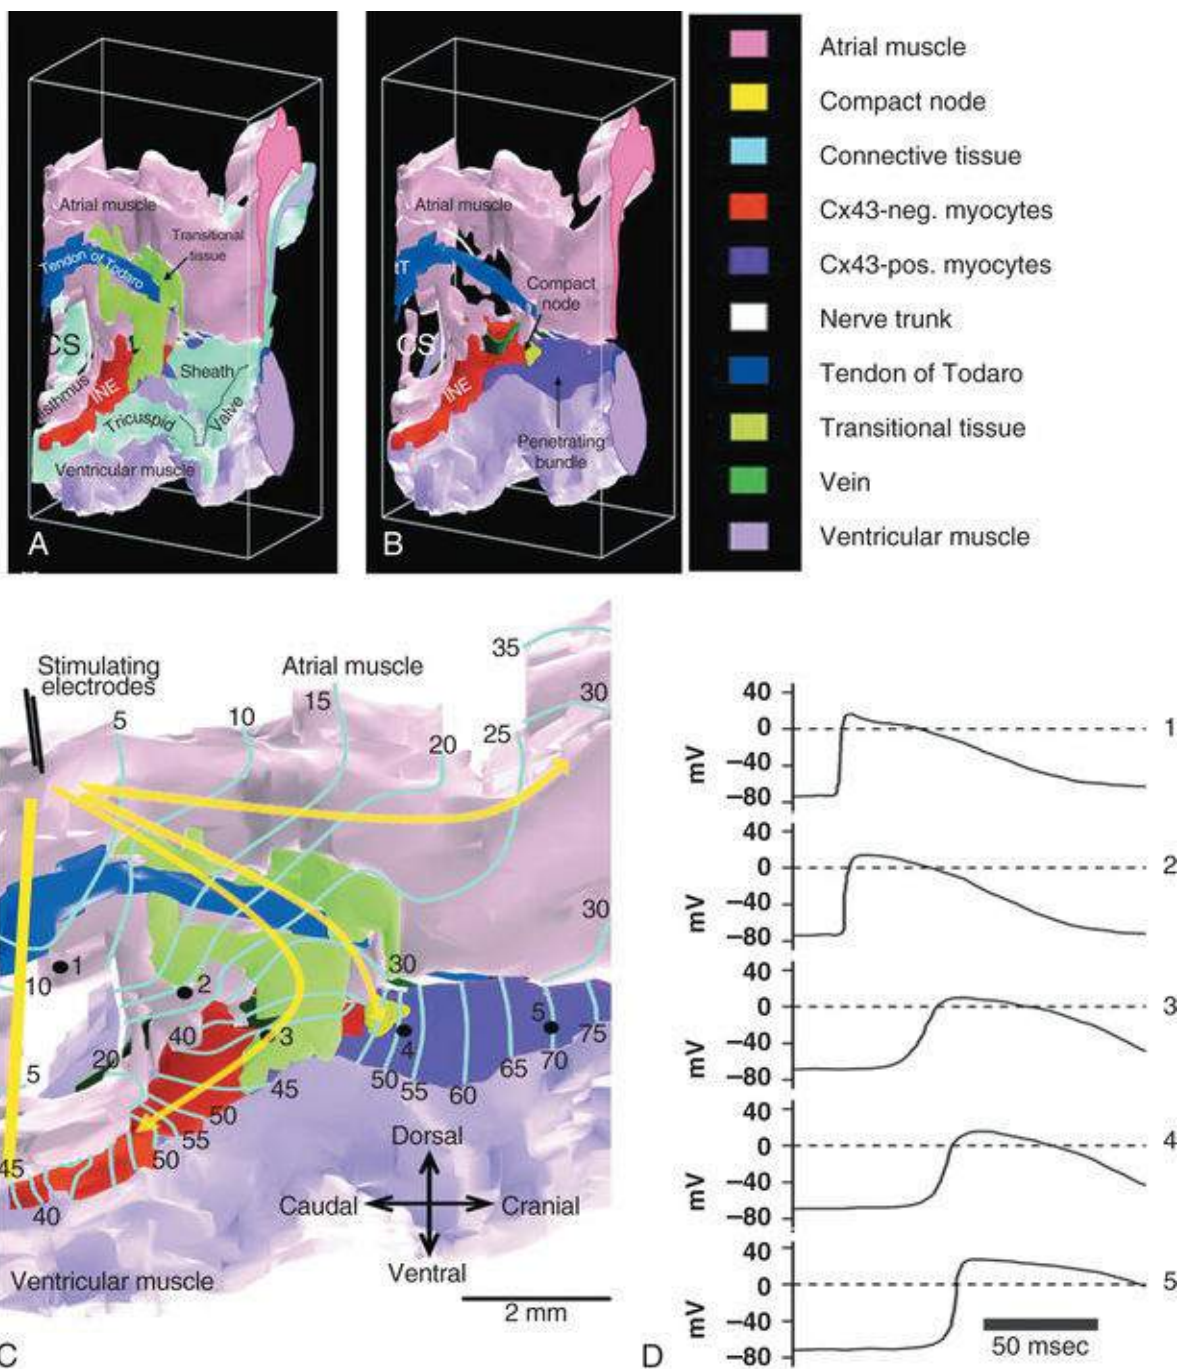 Atrial muscle
Transitional
tissue
Tendon of Todaro
CS
Isthmus
INE
Sheath
Tricuspid
Valve
Ventricular muscle
A
Atrial muscle
Compact
node
CS
INE
Penetrating
bundle
B
Atrial muscle
Compact node
Connective tissue
Cx43-neg. myocytes
Cx43-pos. myocytes
Nerve trunk
Tendon of Todaro
Transitional tissue
Vein
Ventricular muscle
Stimulating
electrodes
Atrial muscle
5
10
15
20
25
35
30
30
30
1
10
2
5
20
40
3
4
5
45
50
55
60
65
70
75
50
55
50
45
40
Dorsal
Caudal
Cranial
Ventral
Ventricular muscle
2 mm
C
40
0
−40
−80
mV
1
40
0
−40
−80
mV
2
40
0
−40
−80
mV
3
40
0
−40
−80
mV
4
40
0
−40
−80
mV
5
50 msec
D